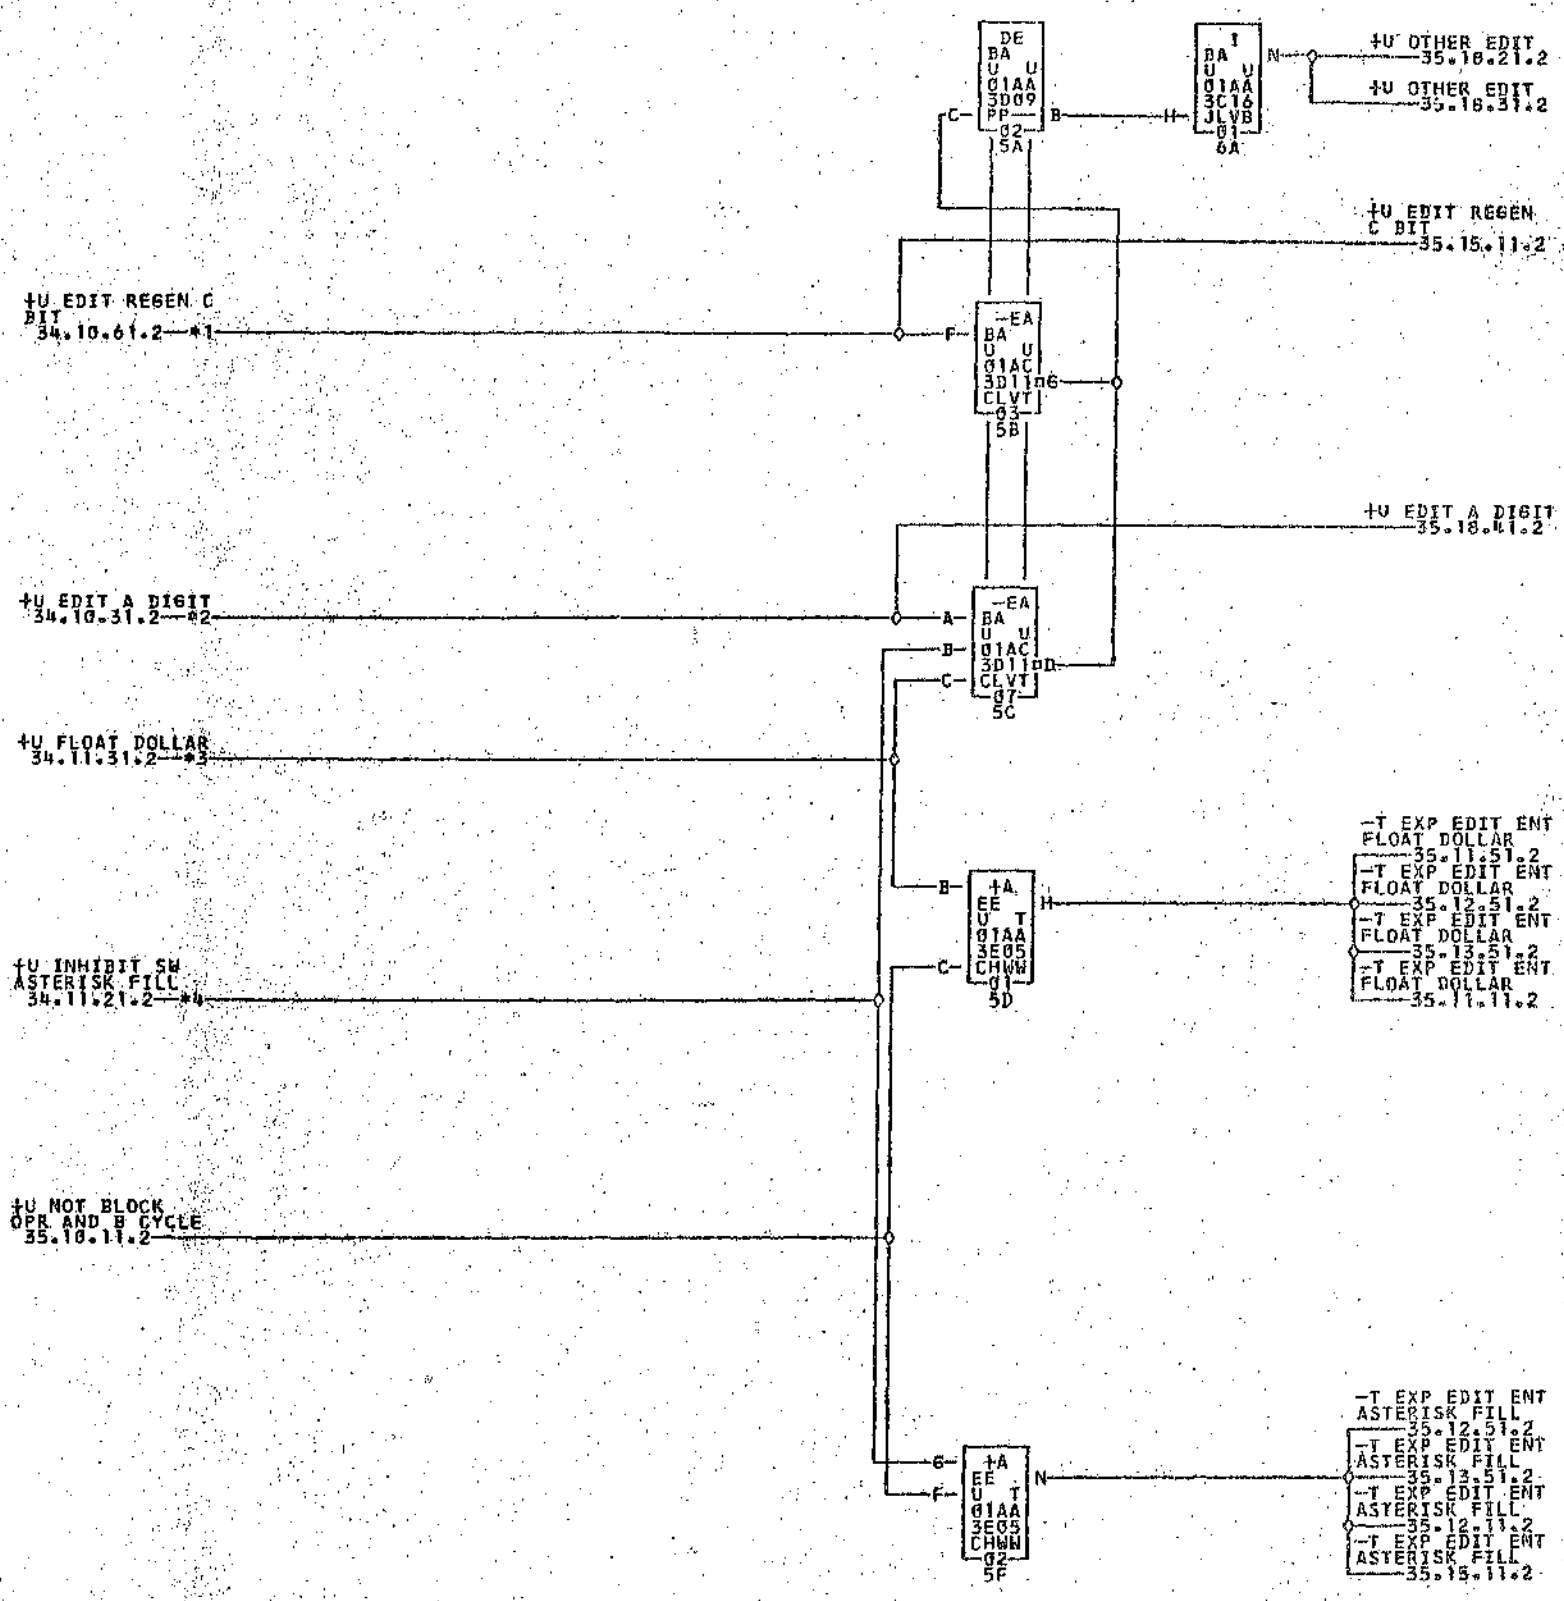 DE
BA
U U
01AA
3D09
C PP B
02
5A
I
BA N
U U
01AA
3C16
H JLVB
01
6A
+U OTHER EDIT
35.18.21.2
+U OTHER EDIT
35.18.31.2
+U EDIT REGEN
C BIT
35.15.11.2
+U EDIT REGEN C
BIT
34.10.61.2 *1
-EA
F BA
U U
01AC
3D11 G
CLVT
03
5B
+U EDIT A DIGIT
35.18.41.2
+U EDIT A DIGIT
34.10.31.2 *2
-EA
A BA
U U
B 01AC
3D11 D
C CLVT
07
5C
+U FLOAT DOLLAR
34.11.31.2 *3
B +A
EE H
U T
01AA
3E05
C CHWW
01
5D
-T EXP EDIT ENT
FLOAT DOLLAR
35.11.51.2
-T EXP EDIT ENT
FLOAT DOLLAR
35.12.51.2
-T EXP EDIT ENT
FLOAT DOLLAR
35.13.51.2
-T EXP EDIT ENT
FLOAT DOLLAR
35.11.11.2
+U INHIBIT SW
ASTERISK FILL
34.11.21.2 *4
+U NOT BLOCK
OPR AND B CYCLE
35.10.11.2
G +A
EE N
F U T
01AA
3E05
CHWW
02
5F
-T EXP EDIT ENT
ASTERISK FILL
35.12.51.2
-T EXP EDIT ENT
ASTERISK FILL
35.13.51.2
-T EXP EDIT ENT
ASTERISK FILL
35.12.11.2
-T EXP EDIT ENT
ASTERISK FILL
35.15.11.2